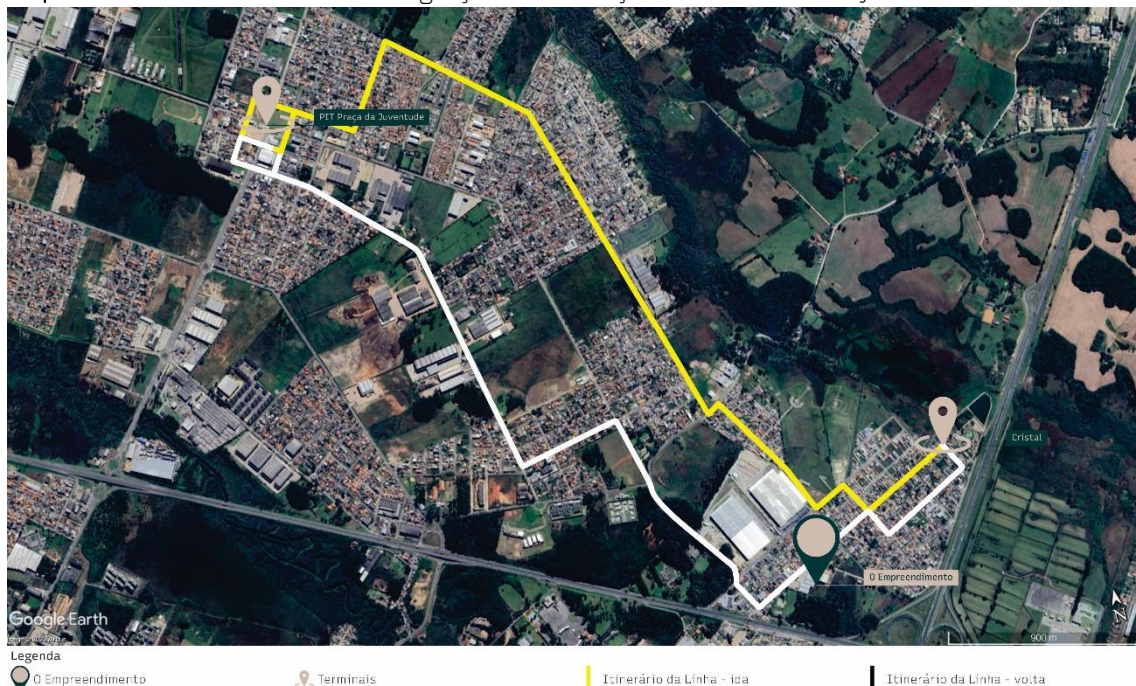 PIT Praça da Juventude
Cristal
O Empreendimento
Google Earth
N
900 m
Legenda
O Empreendimento
Terminais
Itinerário da Linha - ida
Itinerário da Linha - volta